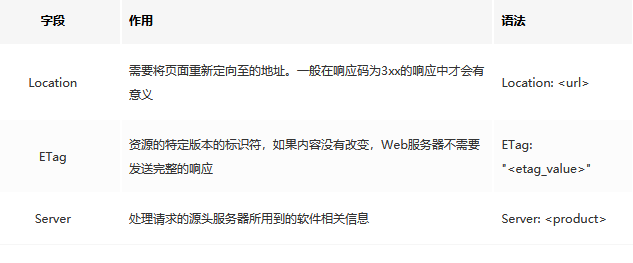 字段 作用 语法
Location 需要将页面重新定向至的地址。一般在响应码为3xx的响应中才会有 Location: <url>
意义
ETag 资源的特定版本的标识符，如果内容没有改变，Web服务器不需要 ETag:
发送完整的响应 "<etag_value>"
Server 处理请求的源头服务器所用到的软件相关信息 Server: <product>